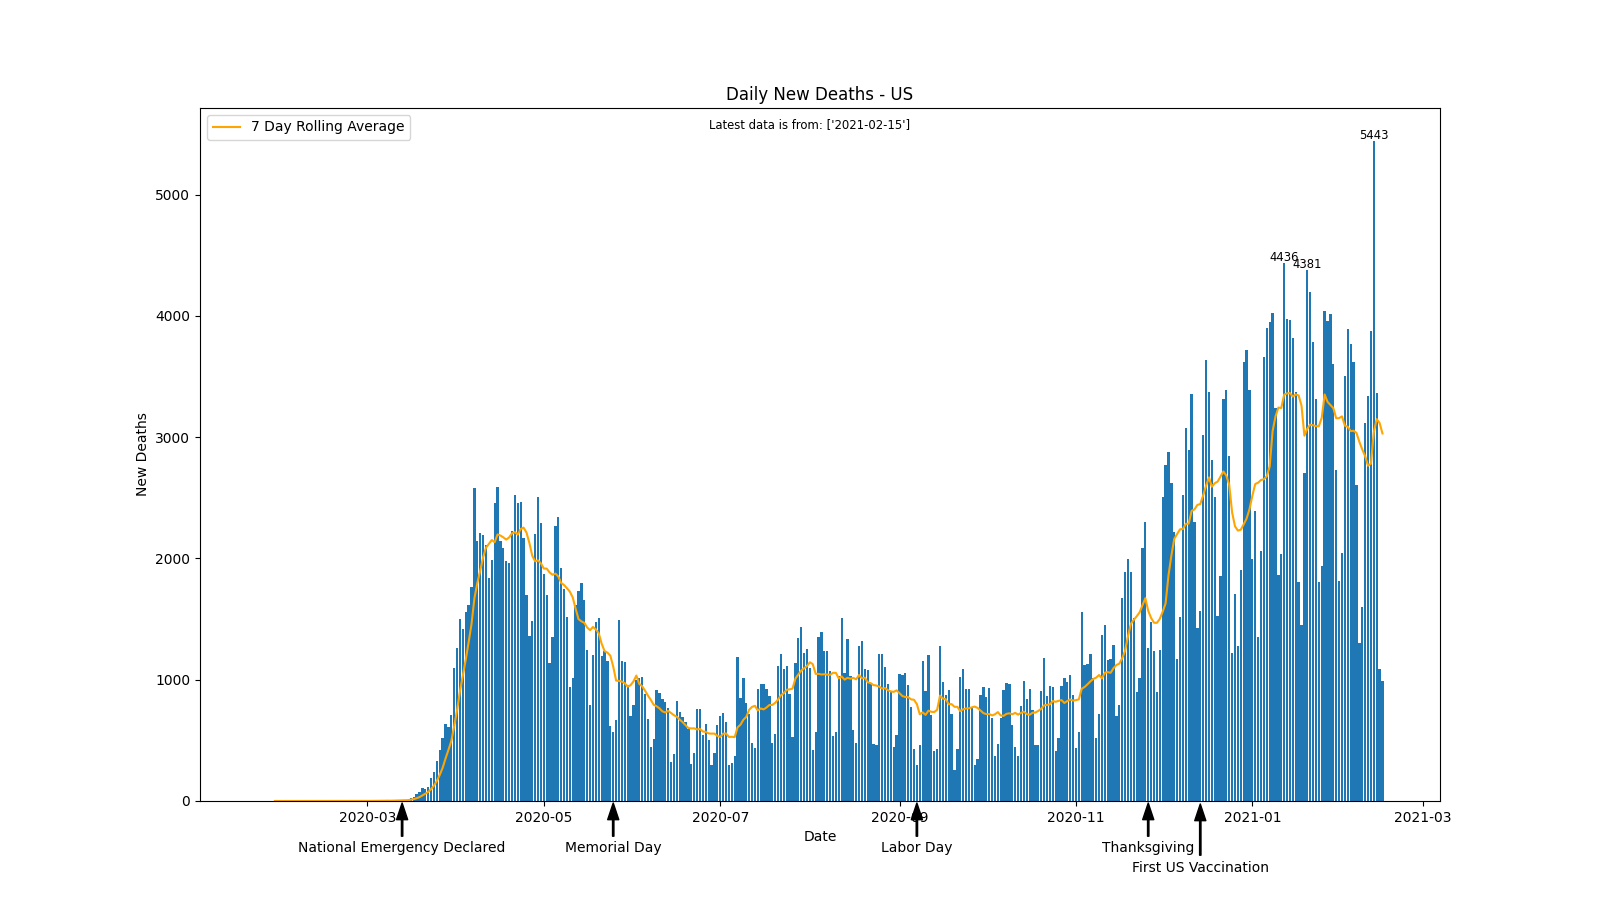 Daily New Deaths - US
7 Day Rolling Average
Latest data is from: ['2021-02-15']
5443
4436
4381
New Deaths
5000
4000
3000
2000
1000
0
2020-03
2020-05
2020-07
2020-09
2020-11
2021-01
2021-03
Date
National Emergency Declared
Memorial Day
Labor Day
Thanksgiving
First US Vaccination